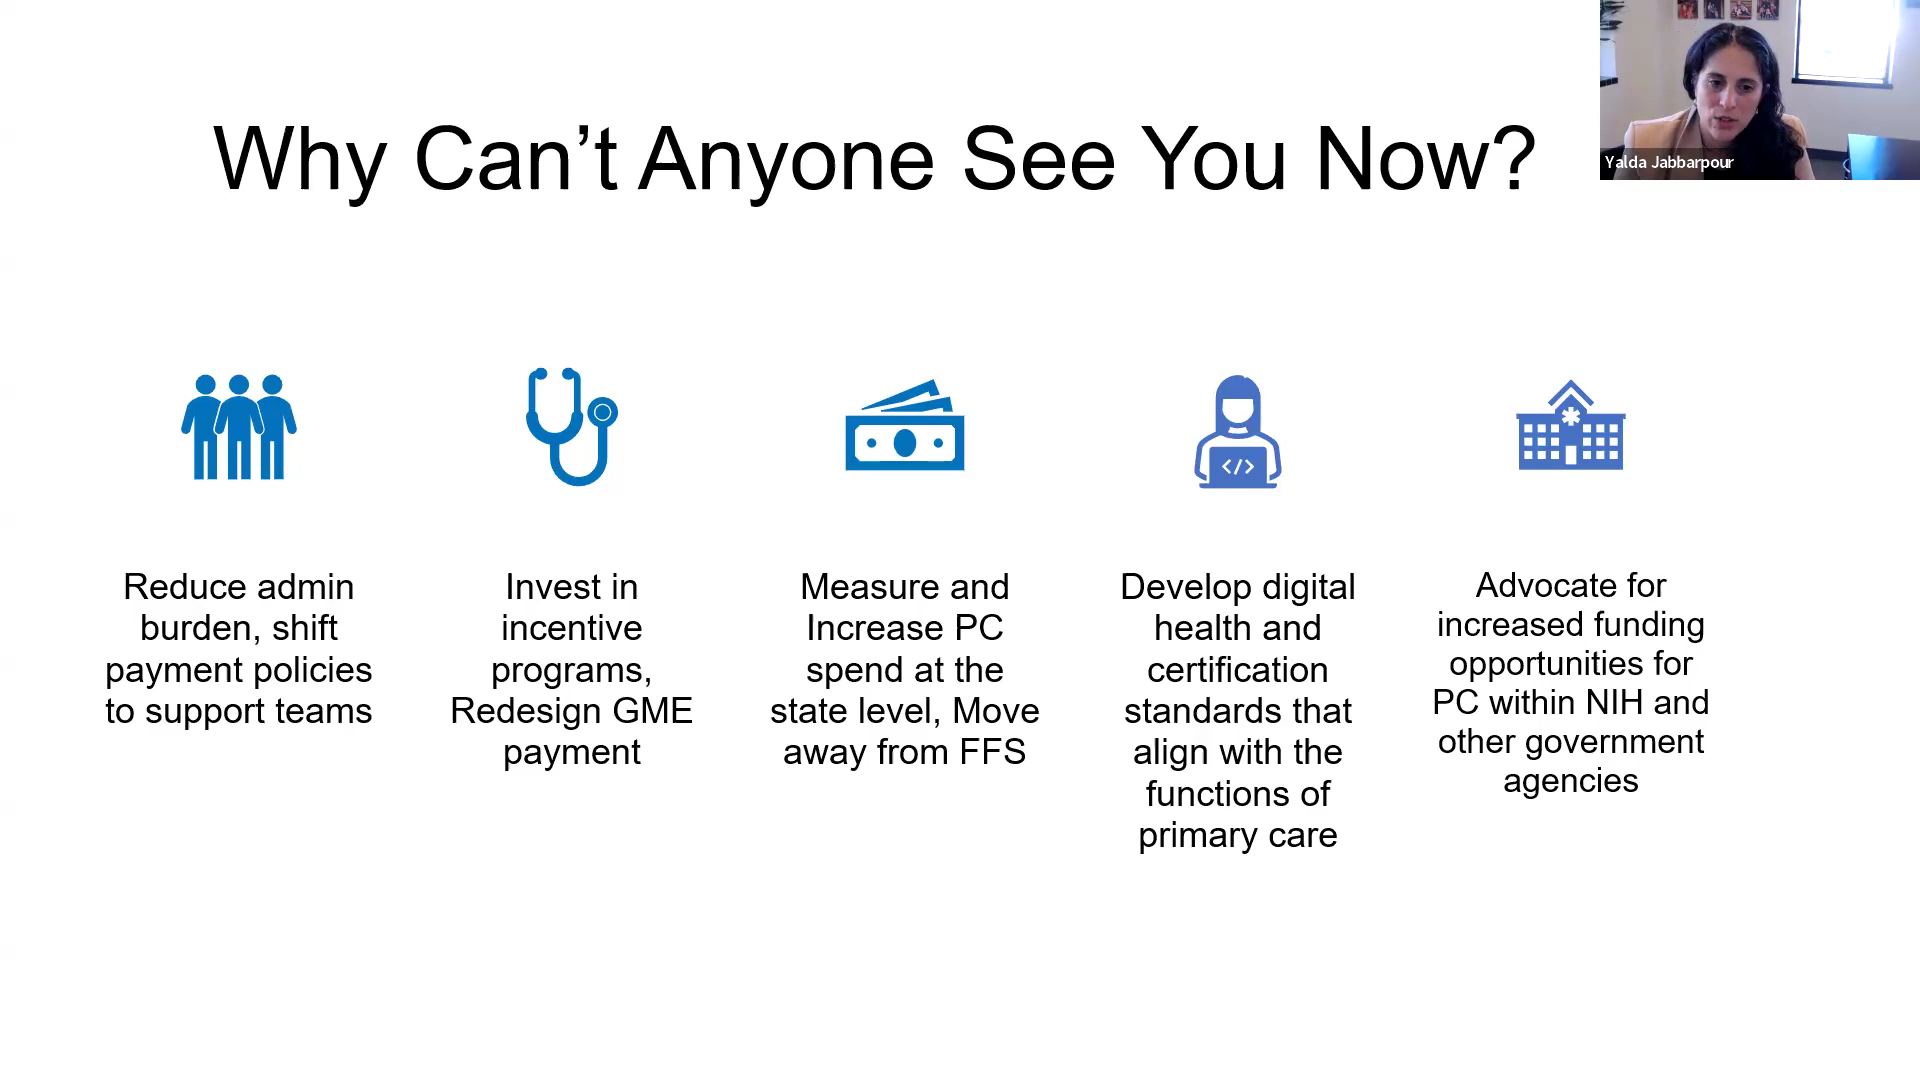 Why Can’t Anyone See You Now?
Yalda Jabbarpour
Reduce admin
burden, shift
payment policies
to support teams
Invest in
incentive
programs,
Redesign GME
payment
Measure and
Increase PC
spend at the
state level, Move
away from FFS
</>
Develop digital
health and
certification
standards that
align with the
functions of
primary care
Advocate for
increased funding
opportunities for
PC within NIH and
other government
agencies